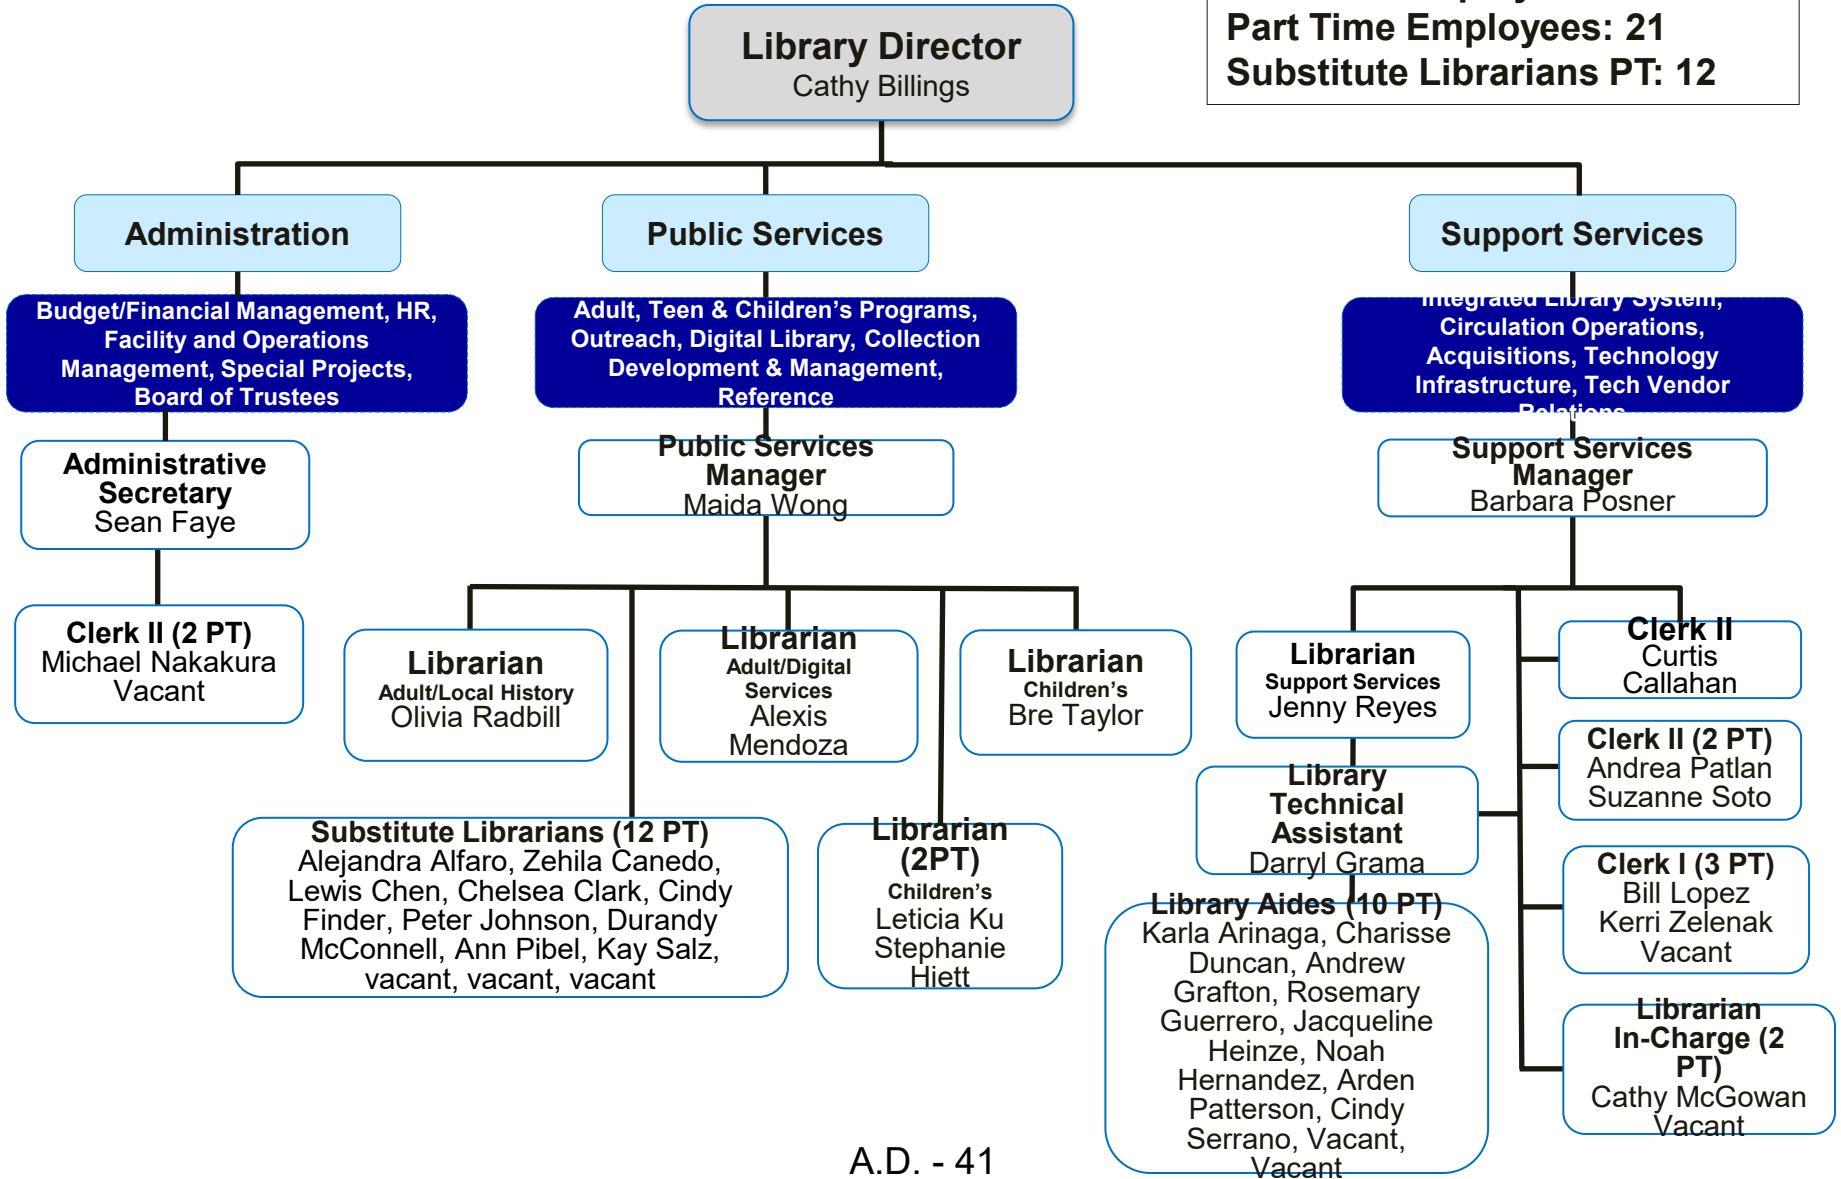 Part Time Employees: 21
Substitute Librarians PT: 12
Library Director
Cathy Billings
Administration
Public Services
Support Services
Budget/Financial Management, HR,
Facility and Operations
Management, Special Projects,
Board of Trustees
Adult, Teen & Children's Programs,
Outreach, Digital Library, Collection
Development & Management,
Reference
Integrated Library System,
Circulation Operations,
Acquisitions, Technology
Infrastructure, Tech Vendor
Relations
Administrative
Secretary
Sean Faye
Public Services
Manager
Maida Wong
Support Services
Manager
Barbara Posner
Clerk II (2 PT)
Michael Nakakura
Vacant
Librarian
Adult/Local History
Olivia Radbill
Librarian
Adult/Digital
Services
Alexis
Mendoza
Librarian
Children's
Bre Taylor
Librarian
Support Services
Jenny Reyes
Clerk II
Curtis
Callahan
Clerk II (2 PT)
Andrea Patlan
Suzanne Soto
Library
Technical
Assistant
Darryl Grama
Substitute Librarians (12 PT)
Alejandra Alfaro, Zehila Canedo,
Lewis Chen, Chelsea Clark, Cindy
Finder, Peter Johnson, Durandy
McConnell, Ann Pibel, Kay Salz,
vacant, vacant, vacant
Librarian
(2PT)
Children's
Leticia Ku
Stephanie
Hiett
Clerk I (3 PT)
Bill Lopez
Kerri Zelenak
Vacant
Library Aides (10 PT)
Karla Arinaga, Charisse
Duncan, Andrew
Grafton, Rosemary
Guerrero, Jacqueline
Heinze, Noah
Hernandez, Arden
Patterson, Cindy
Serrano, Vacant,
Vacant
Librarian
In-Charge (2
PT)
Cathy McGowan
Vacant
A.D. - 41